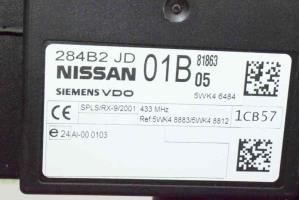 284B2 JD
NISSAN 01B 81863
05
SIEMENS VDO 5WK4 6484
CE SPLS/RX-9/2001 433 MHz
Ref:5WK4 8883/5WK4 8812 1CB57
e 24 AI-00 0103